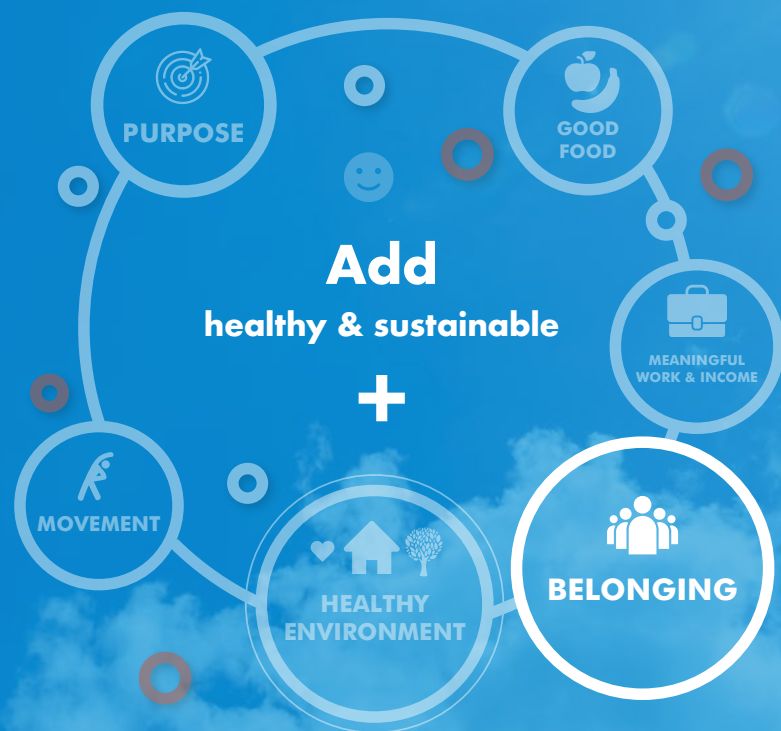 PURPOSE
GOOD
FOOD
Add
healthy & sustainable
+
MEANINGFUL
WORK & INCOME
MOVEMENT
BELONGING
HEALTHY
ENVIRONMENT